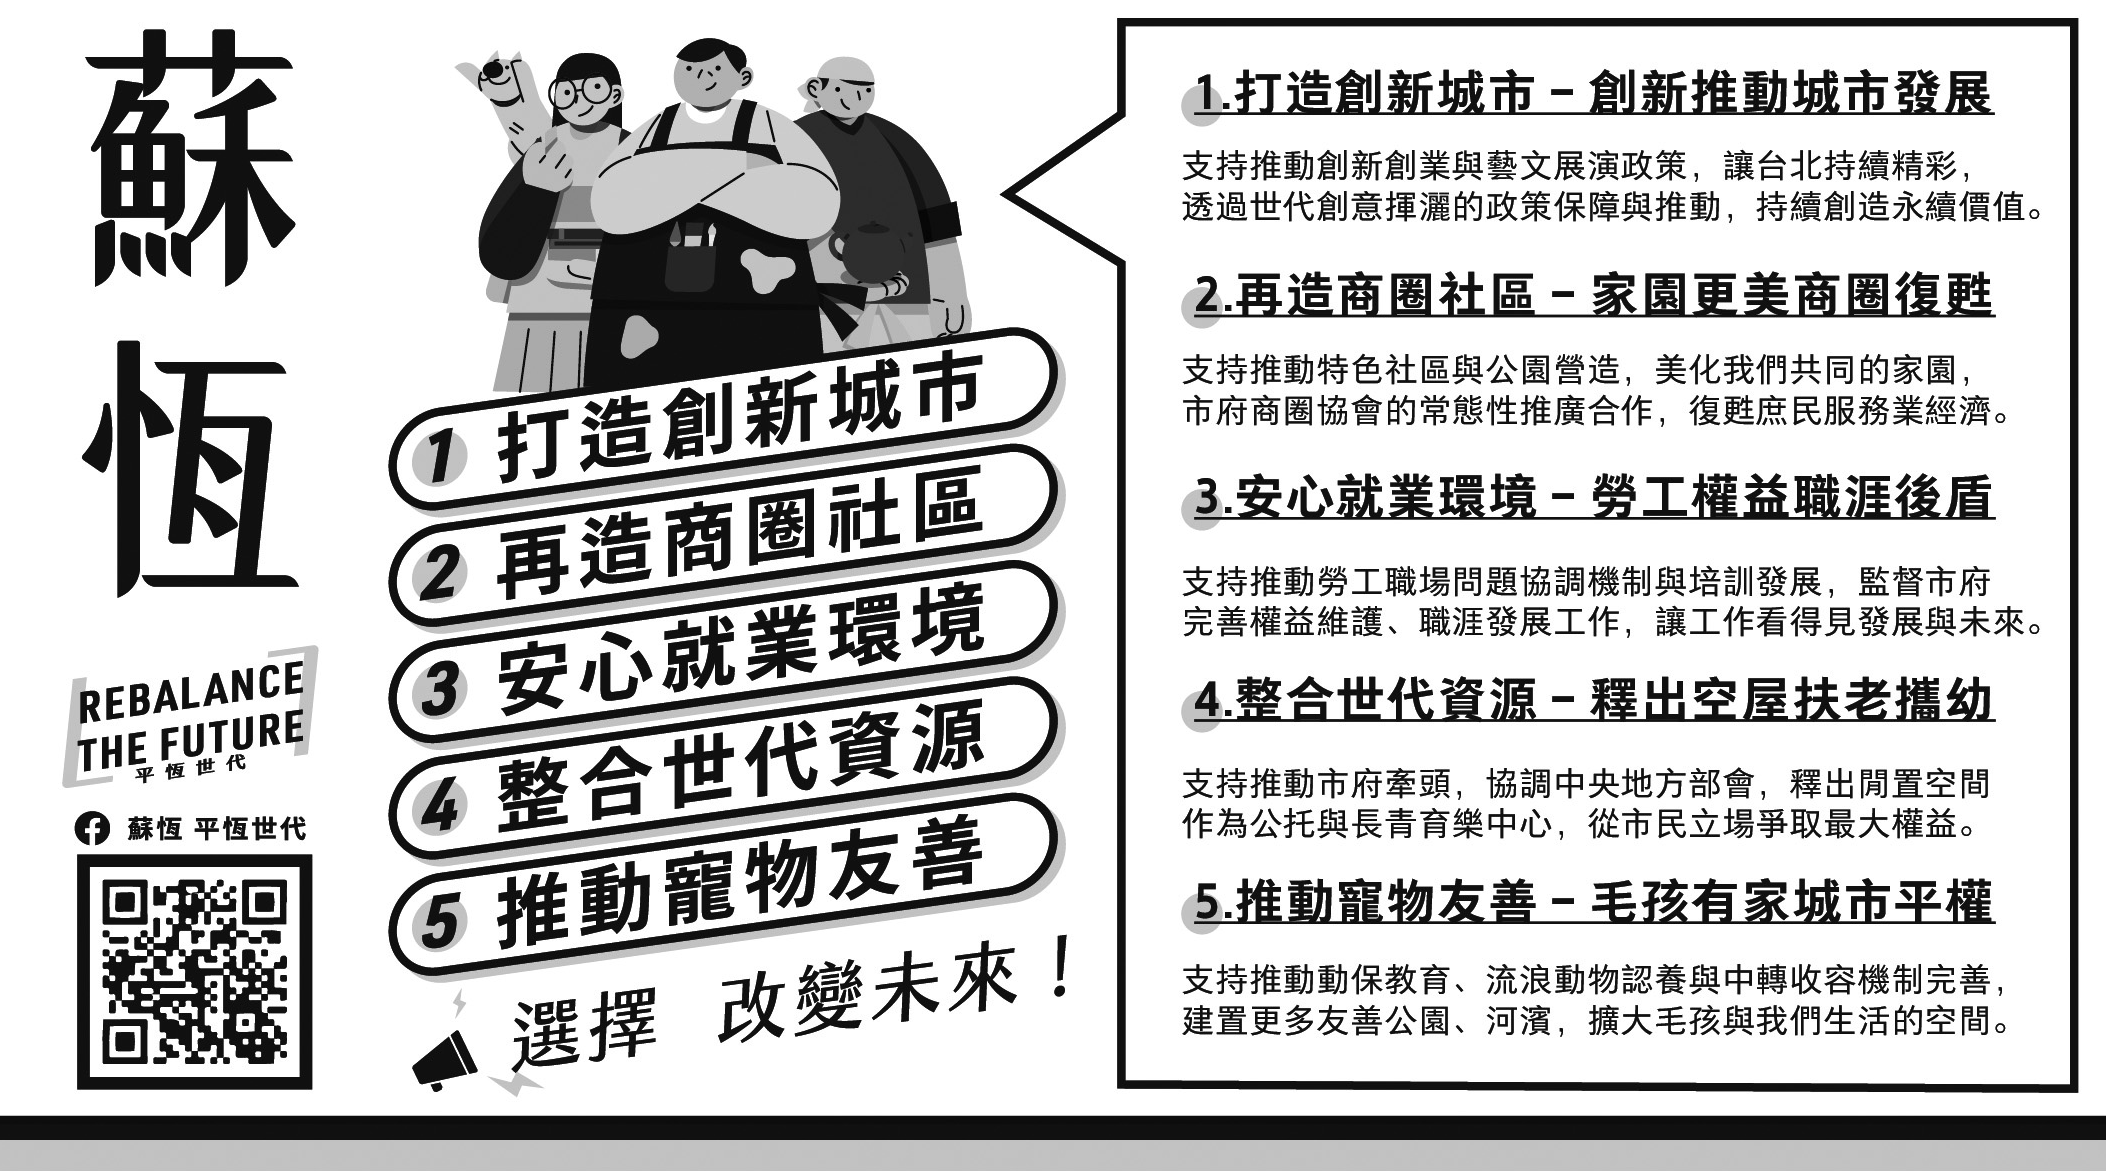 蘇恆
REBALANCE
THE FUTURE
平恆世代
蘇恆 平恆世代
1 打造創新城市
2 再造商圈社區
3 安心就業環境
4 整合世代資源
5 推動寵物友善
選擇 改變未來！
1.打造創新城市－創新推動城市發展
支持推動創新創業與藝文展演政策，讓台北持續精彩，
透過世代創意揮灑的政策保障與推動，持續創造永續價值。
2.再造商圈社區－家園更美商圈復甦
支持推動特色社區與公園營造，美化我們共同的家園，
市府商圈協會的常態性推廣合作，復甦庶民服務業經濟。
3.安心就業環境－勞工權益職涯後盾
支持推動勞工職場問題協調機制與培訓發展，監督市府
完善權益維護、職涯發展工作，讓工作看得見發展與未來。
4.整合世代資源－釋出空屋扶老攜幼
支持推動市府牽頭，協調中央地方部會，釋出閒置空間
作為公托與長青育樂中心，從市民立場爭取最大權益。
5.推動寵物友善－毛孩有家城市平權
支持推動動保教育、流浪動物認養與中轉收容機制完善，
建置更多友善公園、河濱，擴大毛孩與我們生活的空間。